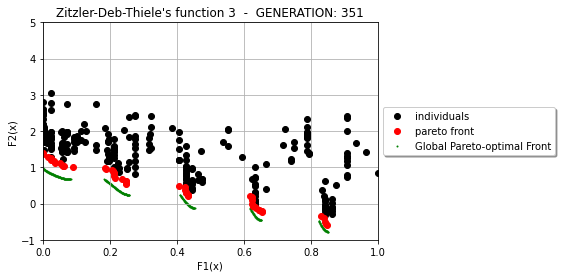 Zitzler-Deb-Thiele's function 3 - GENERATION: 351
5
4
3
2
1
0
−1
F2(x)
0.0 0.2 0.4 0.6 0.8 1.0
F1(x)
individuals
pareto front
Global Pareto-optimal Front